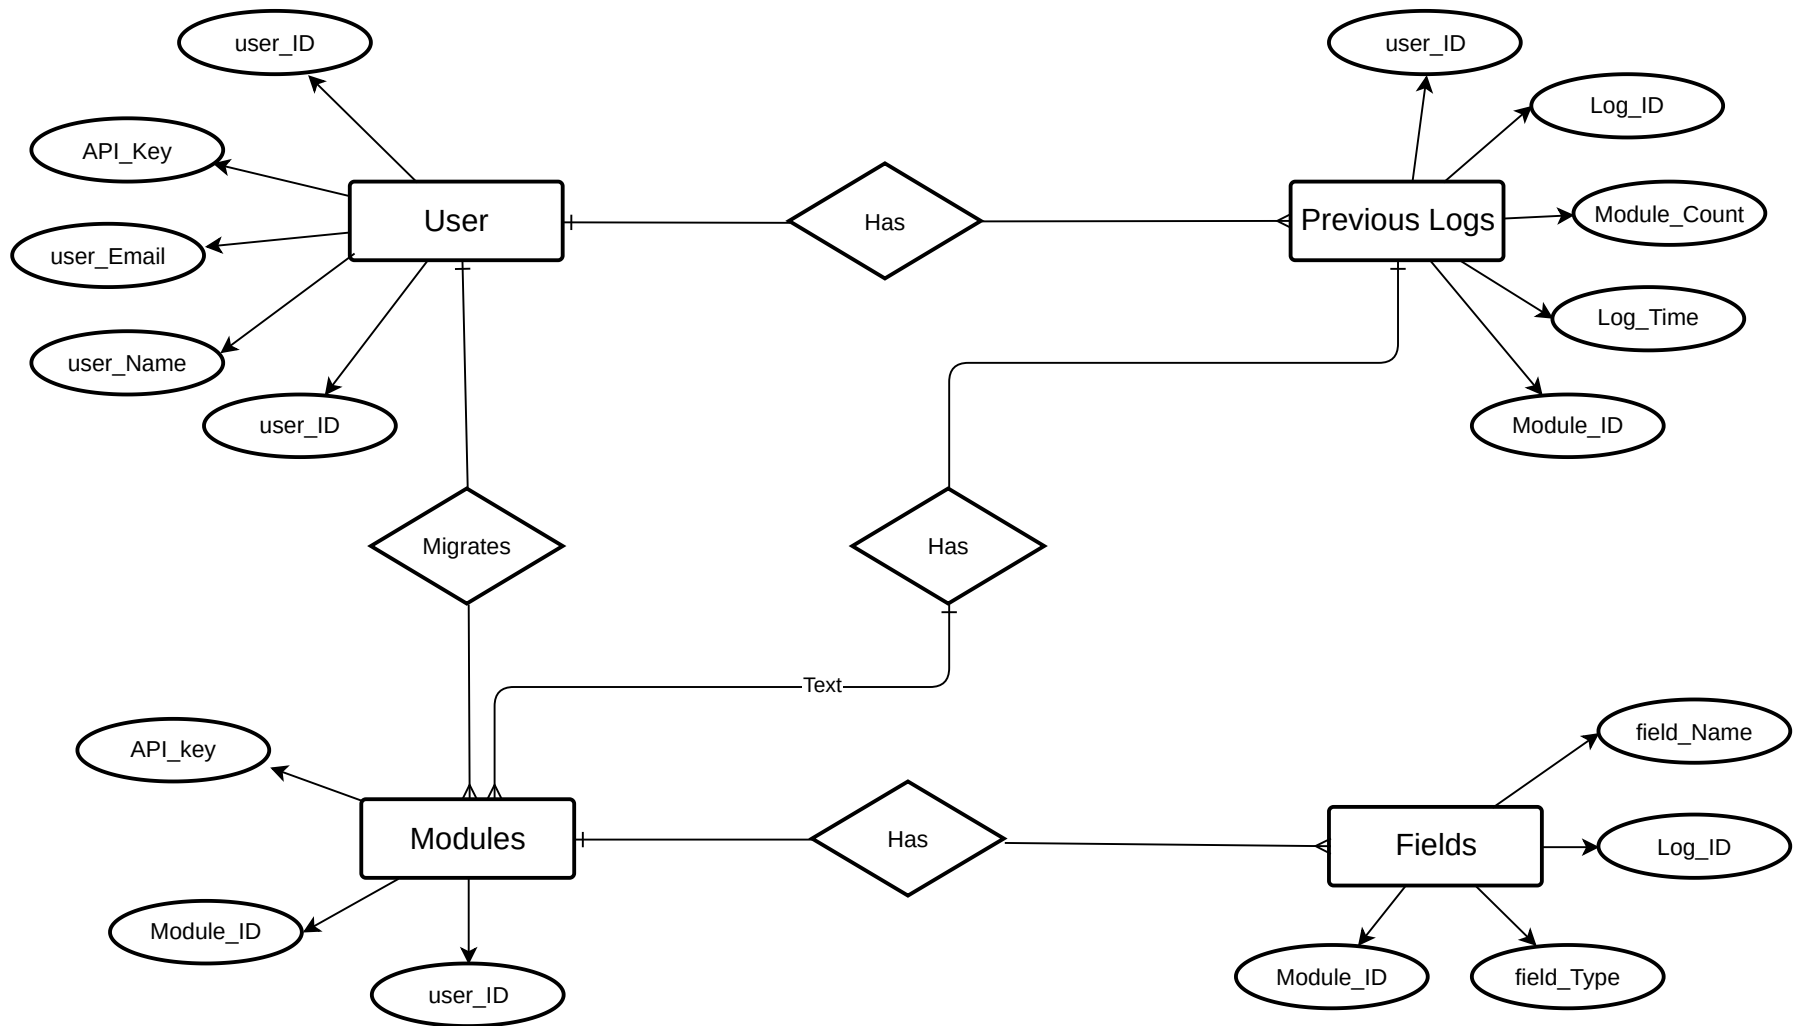 user_ID
user_ID
API_Key
Log_ID
User
Has
Previous Logs
Module_Count
user_Email
Log_Time
user_Name
user_ID
Module_ID
Migrates
Has
Text
API_key
field_Name
Modules
Has
Fields
Log_ID
Module_ID
user_ID
Module_ID
field_Type